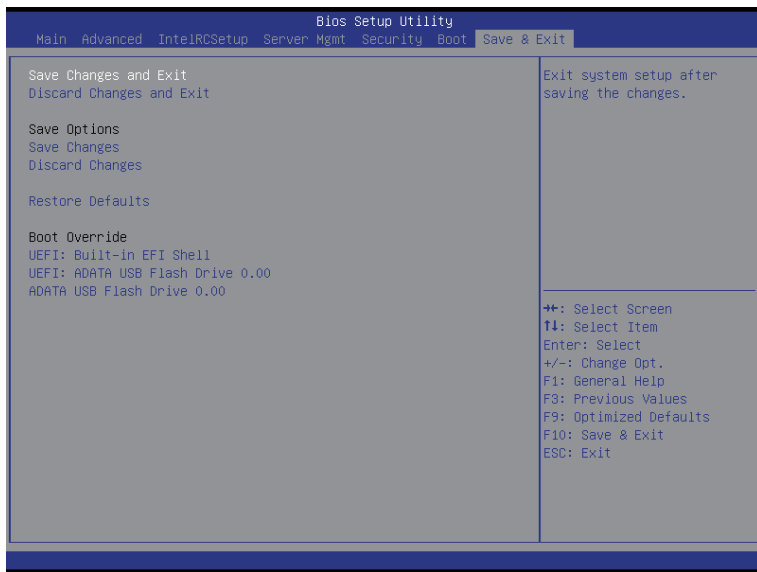 Bios Setup Utility
Main Advanced IntelRCSetup Server Mgmt Security Boot Save & Exit
Save Changes and Exit
Discard Changes and Exit
Save Options
Save Changes
Discard Changes
Restore Defaults
Boot Override
UEFI: Built-in EFI Shell
UEFI: ADATA USB Flash Drive 0.00
ADATA USB Flash Drive 0.00
Exit system setup after
saving the changes.
→←: Select Screen
↑↓: Select Item
Enter: Select
+/-: Change Opt.
F1: General Help
F3: Previous Values
F9: Optimized Defaults
F10: Save & Exit
ESC: Exit